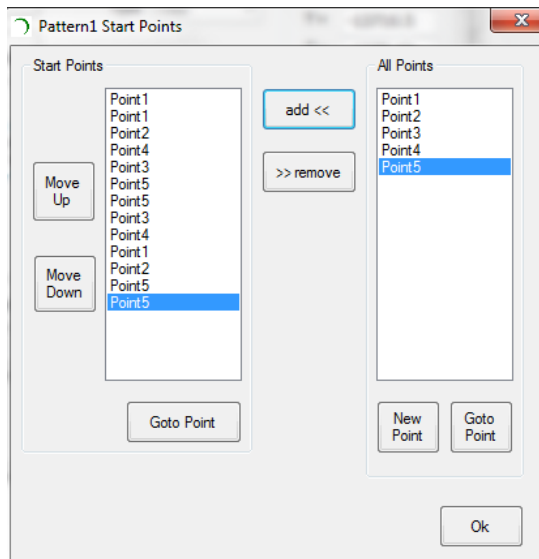 Pattern1 Start Points
Start Points
Point1
Point1
Point2
Point4
Point3
Point5
Point5
Point3
Point4
Point1
Point2
Point5
Point5
Move
Up
Move
Down
Goto Point
add <<
>> remove
All Points
Point1
Point2
Point3
Point4
Point5
New
Point
Goto
Point
Ok